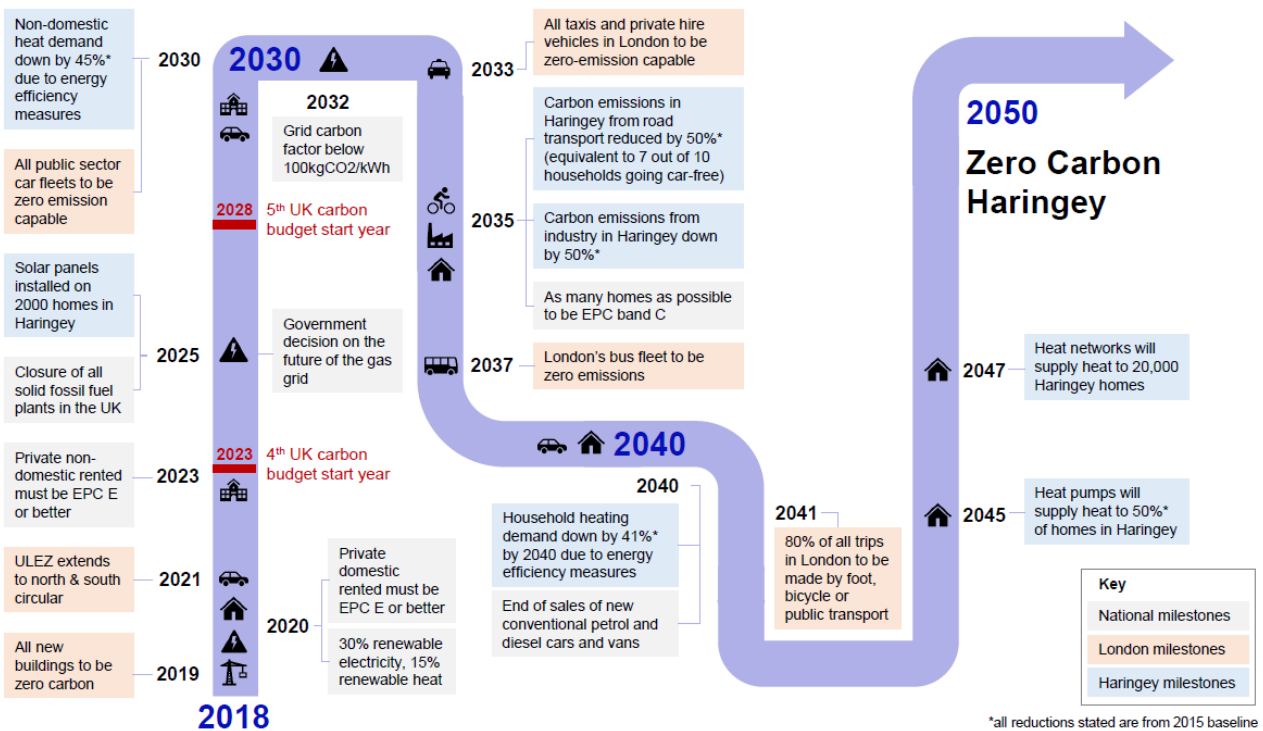 Non-domestic
heat demand
down by 45%*
due to energy
efficiency
measures
2030
All public sector
car fleets to be
zero emission
capable
Solar panels
installed on
2000 homes in
Haringey
2025
Closure of all
solid fossil fuel
plants in the UK
Private non-
domestic rented
must be EPC E
or better
2023
ULEZ extends
to north & south
circular
2021
All new
buildings to be
zero carbon
2019
2018
2030
2032
Grid carbon
factor below
100kgCO2/kWh
2028
5th UK carbon
budget start year
Government
decision on the
future of the gas
grid
2023
4th UK carbon
budget start year
2020
Private
domestic
rented must be
EPC E or better
30% renewable
electricity, 15%
renewable heat
2033
All taxis and private hire
vehicles in London to be
zero-emission capable
2035
Carbon emissions in
Haringey from road
transport reduced by 50%*
(equivalent to 7 out of 10
households going car-free)
Carbon emissions from
industry in Haringey down
by 50%*
As many homes as possible
to be EPC band C
2037
London's bus fleet to be
zero emissions
2040
2040
Household heating
demand down by 41%*
by 2040 due to energy
efficiency measures
End of sales of new
conventional petrol and
diesel cars and vans
2041
80% of all trips
in London to be
made by foot,
bicycle or
public transport
2050
Zero Carbon
Haringey
2047
Heat networks will
supply heat to 20,000
Haringey homes
2045
Heat pumps will
supply heat to 50%*
of homes in Haringey
Key
National milestones
London milestones
Haringey milestones
*all reductions stated are from 2015 baseline